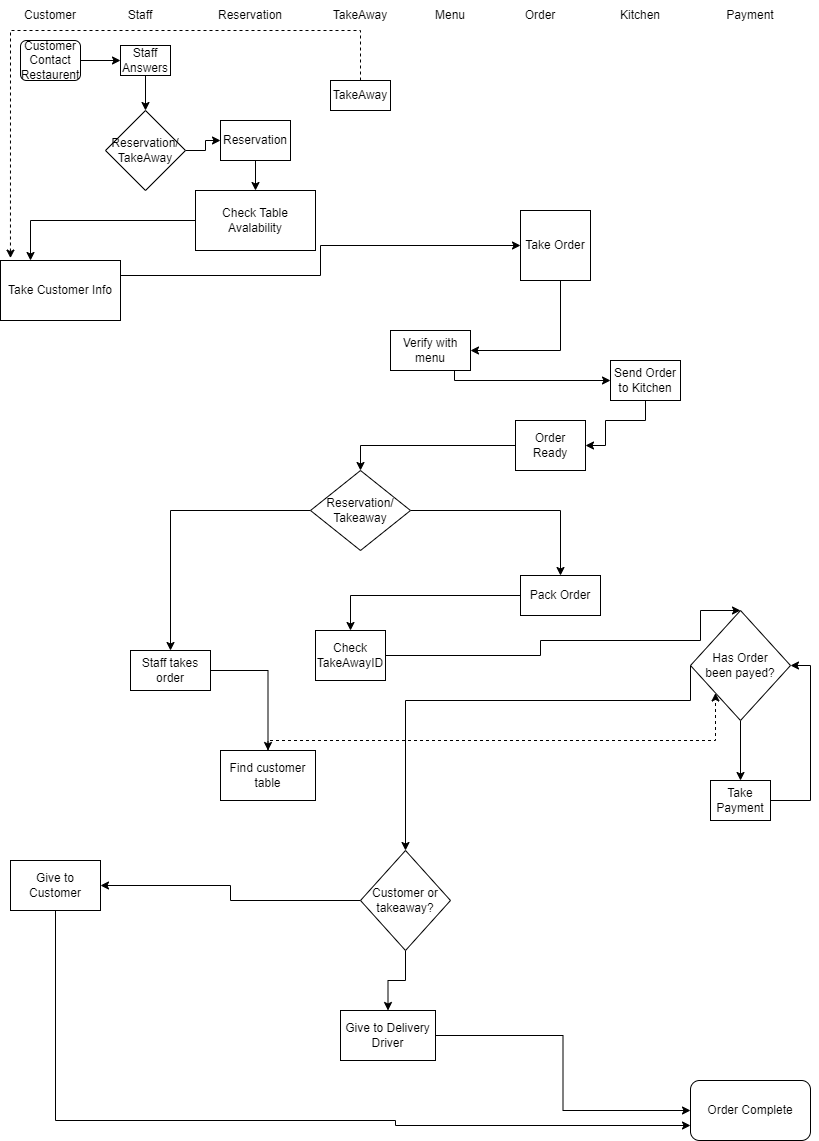 Customer
Staff
Reservation
TakeAway
Menu
Order
Kitchen
Payment
Customer
Contact
Restaurent
Staff
Answers
TakeAway
Reservation/
TakeAway
Reservation
Check Table
Avalability
Take Order
Take Customer Info
Verify with
menu
Send Order
to Kitchen
Order
Ready
Reservation/
Takeaway
Pack Order
Check
TakeAwayID
Has Order
been payed?
Staff takes
order
Find customer
table
Take
Payment
Give to
Customer
Customer or
takeaway?
Give to Delivery
Driver
Order Complete